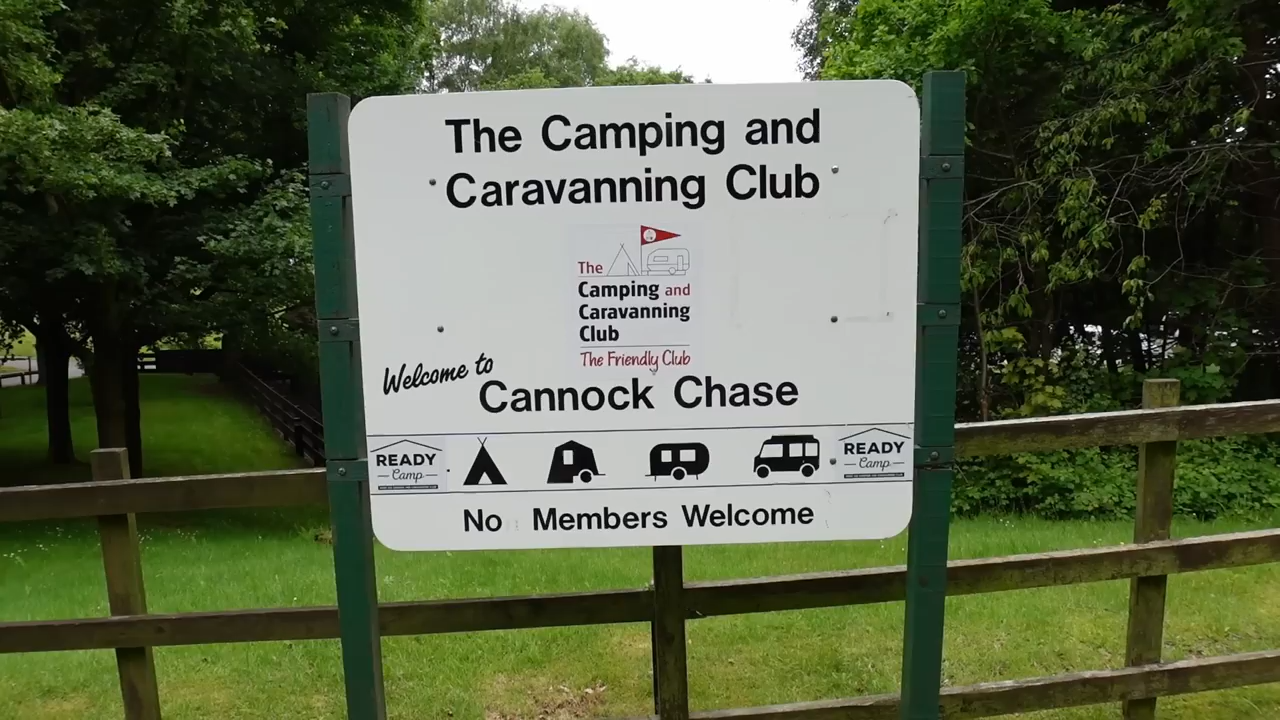 The Camping and
Caravanning Club
The
Camping and
Caravanning
Club
The Friendly Club
Welcome to
Cannock Chase
READY
Camp
READY
Camp
No Members Welcome